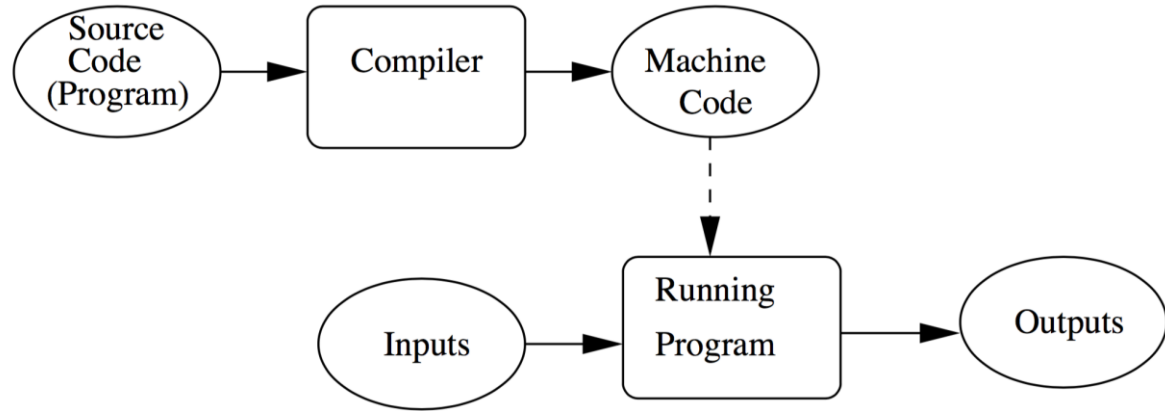 Source
Code
(Program)
Compiler
Machine
Code
Running
Program
Inputs
Outputs